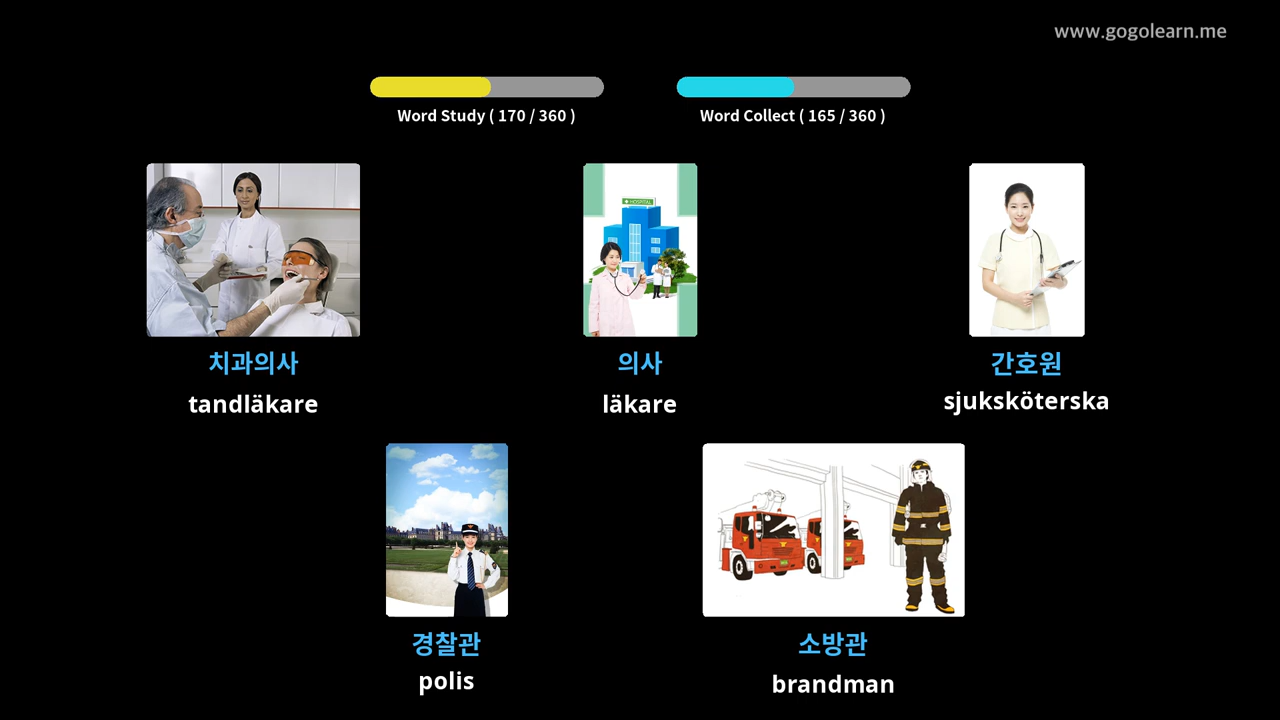 www.gogolearn.me
Word Study ( 170 / 360 )
Word Collect ( 165 / 360 )
HOSPITAL
치과의사
의사
간호원
tandläkare
läkare
sjuksköterska
경찰관
소방관
polis
brandman